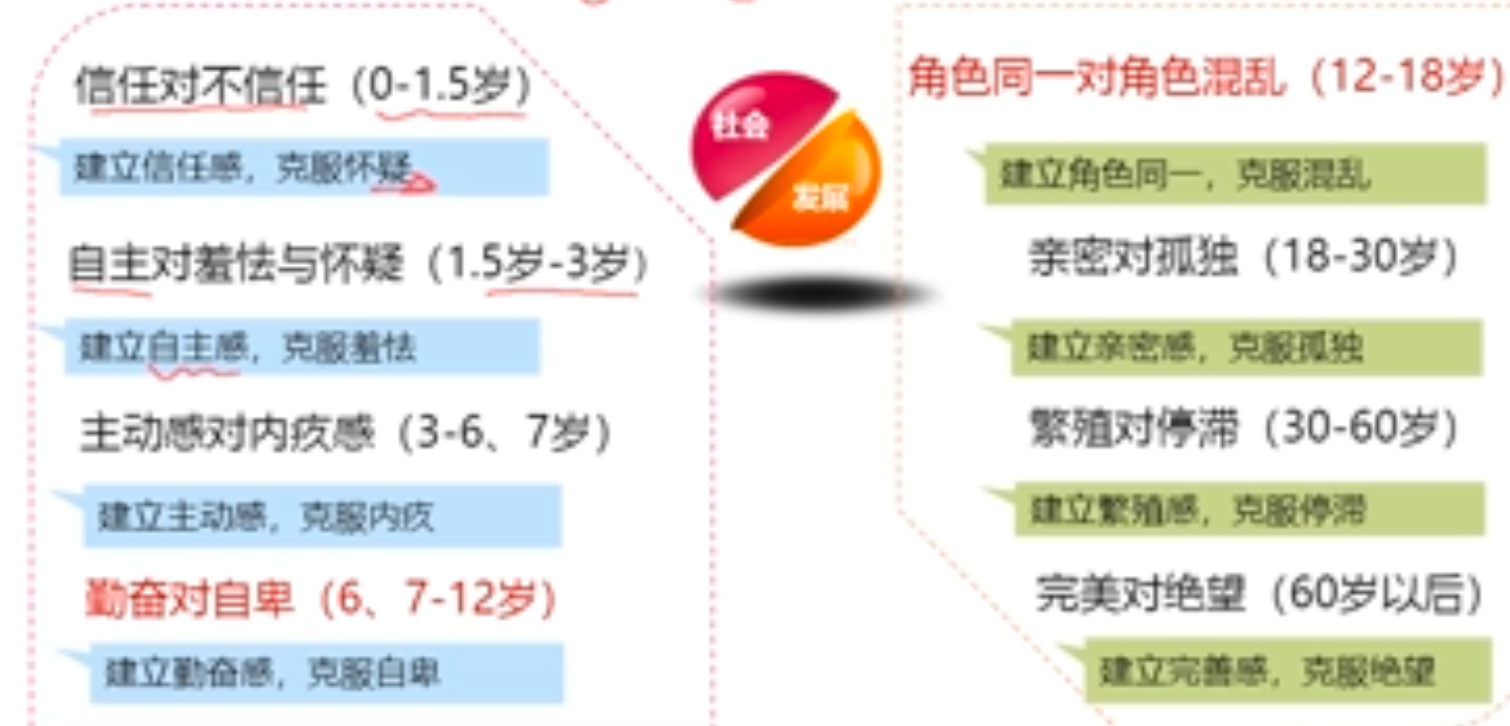 信任对不信任（0-1.5岁）
建立信任感，克服怀疑
自主对羞怯与怀疑（1.5岁-3岁）
建立自主感，克服羞怯
主动感对内疚感（3-6、7岁）
建立主动感，克服内疚
勤奋对自卑（6、7-12岁）
建立勤奋感，克服自卑
社会
发展
角色同一对角色混乱（12-18岁）
建立角色同一，克服混乱
亲密对孤独（18-30岁）
建立亲密感，克服孤独
繁殖对停滞（30-60岁）
建立繁殖感，克服停滞
完美对绝望（60岁以后）
建立完善感，克服绝望